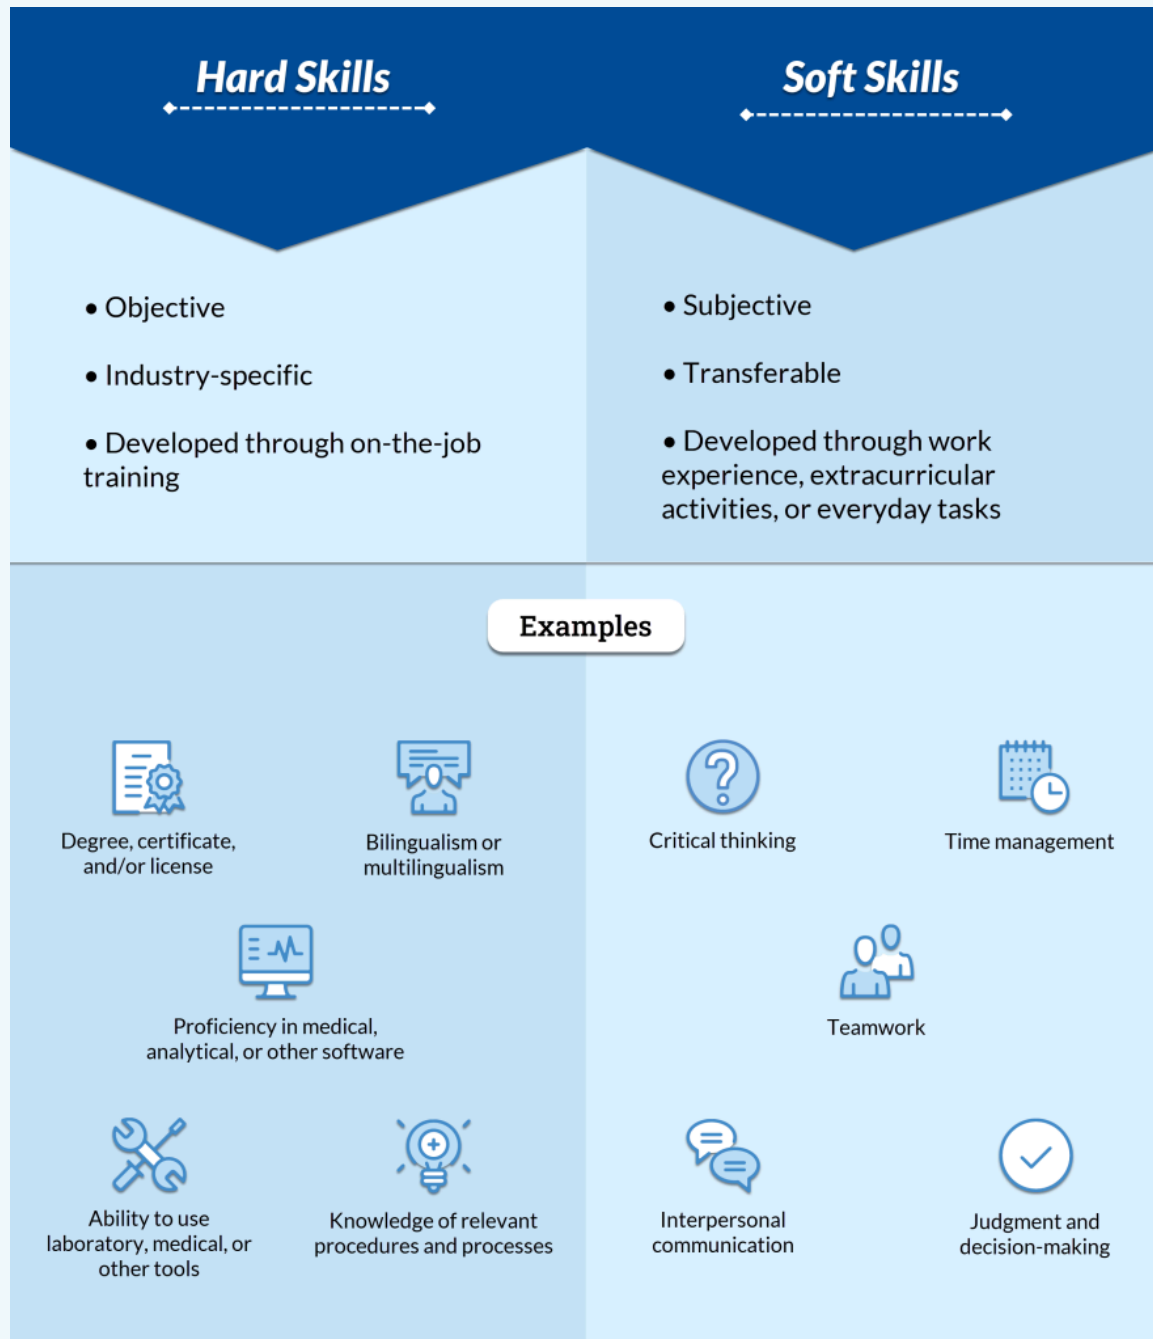 Hard Skills
Soft Skills
• Objective
• Industry-specific
• Developed through on-the-job
training
• Subjective
• Transferable
• Developed through work
experience, extracurricular
activities, or everyday tasks
Examples
Degree, certificate,
and/or license
Bilingualism or
multilingualism
Proficiency in medical,
analytical, or other software
Ability to use
laboratory, medical, or
other tools
Knowledge of relevant
procedures and processes
Critical thinking
Time management
Teamwork
Interpersonal
communication
Judgment and
decision-making